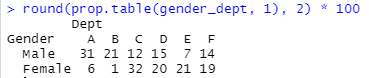 > round(prop.table(gender_dept, 1), 2) * 100
Dept
Gender A B C D E F
Male 31 21 12 15 7 14
Female 6 1 32 20 21 19